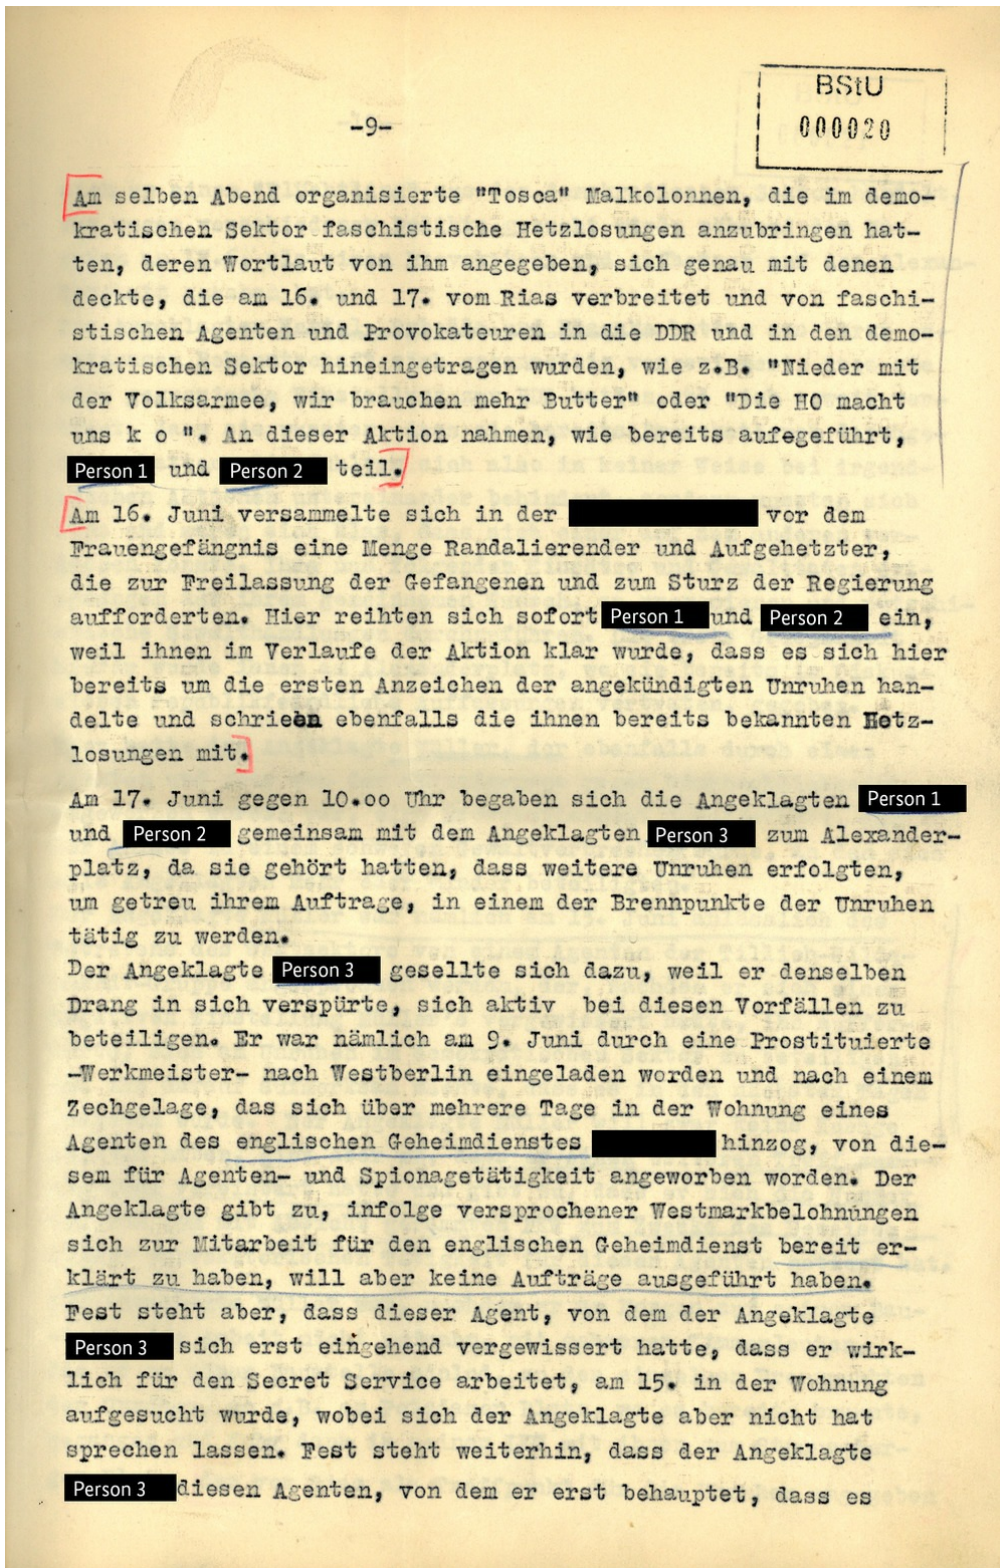 BStU
000020
-9-
Am selben Abend organisierte "Tosca" Malkolonnen, die im demo-
kratischen Sektor faschistische Hetzlosungen anzubringen hat-
ten, deren Wortlaut von ihm angegeben, sich genau mit denen
deckte, die am 16. und 17. vom Rias verbreitet und von faschi-
stischen Agenten und Provokateuren in die DDR und in den demo-
kratischen Sektor hineingetragen wurden, wie z.B. "Nieder mit
der Volksarmee, wir brauchen mehr Butter" oder "Die HO macht
uns k o ". An dieser Aktion nahmen, wie bereits aufegeführt,
Person 1 und Person 2 teil.
Am 16. Juni versammelte sich in der vor dem
Frauengefängnis eine Menge Randalierender und Aufgehetzter,
die zur Freilassung der Gefangenen und zum Sturz der Regierung
aufforderten. Hier reihten sich sofort Person 1 und Person 2 ein,
weil ihnen im Verlaufe der Aktion klar wurde, dass es sich hier
bereits um die ersten Anzeichen der angekündigten Unruhen han-
delte und schrieen ebenfalls die ihnen bereits bekannten Hetz-
losungen mit.
Am 17. Juni gegen 10.oo Uhr begaben sich die Angeklagten Person 1
und Person 2 gemeinsam mit dem Angeklagten Person 3 zum Alexander-
platz, da sie gehört hatten, dass weitere Unruhen erfolgten,
um getreu ihrem Auftrage, in einem der Brennpunkte der Unruhen
tätig zu werden.
Der Angeklagte Person 3 gesellte sich dazu, weil er denselben
Drang in sich verspürte, sich aktiv bei diesen Vorfällen zu
beteiligen. Er war nämlich am 9. Juni durch eine Prostituierte
-Werkmeister- nach Westberlin eingeladen worden und nach einem
Zechgelage, das sich über mehrere Tage in der Wohnung eines
Agenten des englischen Geheimdienstes hinzog, von die-
sem für Agenten- und Spionagetätigkeit angeworben worden. Der
Angeklagte gibt zu, infolge versprochener Westmarkbelohnungen
sich zur Mitarbeit für den englischen Geheimdienst bereit er-
klärt zu haben, will aber keine Aufträge ausgeführt haben.
Fest steht aber, dass dieser Agent, von dem der Angeklagte
Person 3 sich erst eingehend vergewissert hatte, dass er wirk-
lich für den Secret Service arbeitet, am 15. in der Wohnung
aufgesucht wurde, wobei sich der Angeklagte aber nicht hat
sprechen lassen. Fest steht weiterhin, dass der Angeklagte
Person 3 diesen Agenten, von dem er erst behauptet, dass es